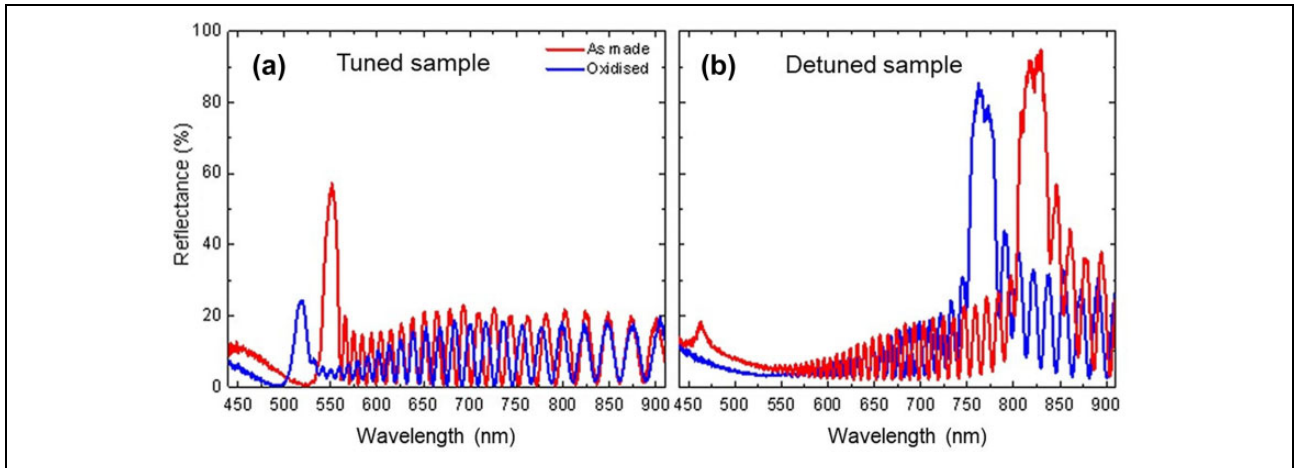 100
80
60
40
20
0
Reflectance (%)
(a)
Tuned sample
As made
Oxidised
450 500 550 600 650 700 750 800 850 900
Wavelength (nm)
(b)
Detuned sample
450 500 550 600 650 700 750 800 850 900
Wavelength (nm)